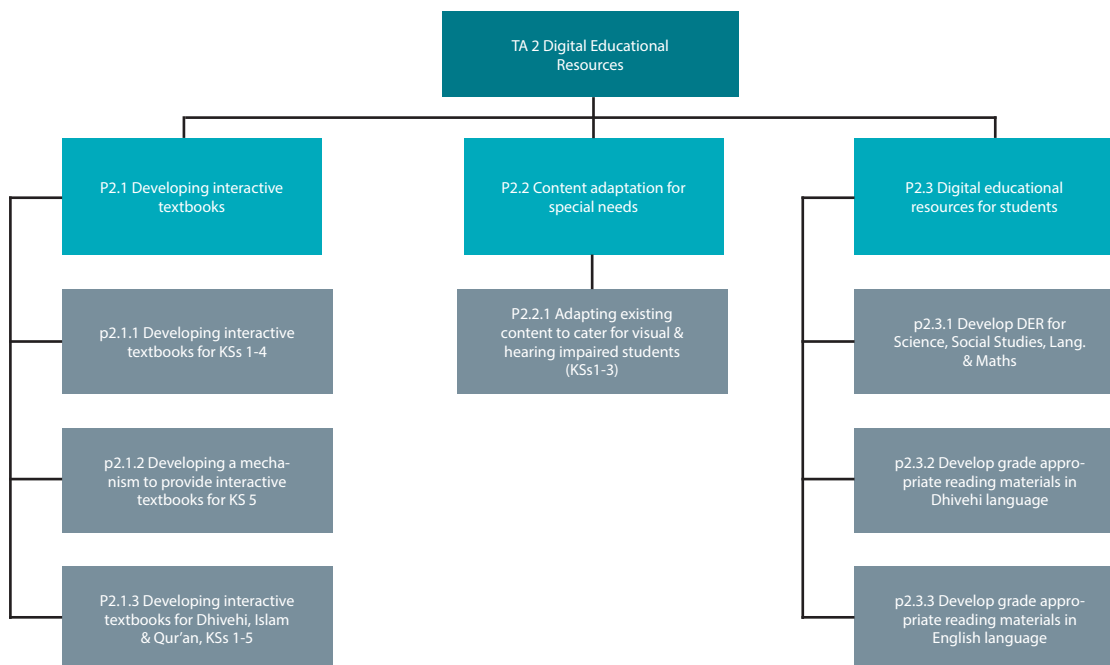 TA 2 Digital Educational
Resources
P2.1 Developing interactive
textbooks
P2.2 Content adaptation for
special needs
P2.3 Digital educational
resources for students
p2.1.1 Developing interactive
textbooks for KSs 1-4
P2.2.1 Adapting existing
content to cater for visual &
hearing impaired students
(KSs1-3)
p2.3.1 Develop DER for
Science, Social Studies, Lang.
& Maths
p2.1.2 Developing a mecha-
nism to provide interactive
textbooks for KS 5
p2.3.2 Develop grade appro-
priate reading materials in
Dhivehi language
P2.1.3 Developing interactive
textbooks for Dhivehi, Islam
& Qur’an, KSs 1-5
p2.3.3 Develop grade appro-
priate reading materials in
English language